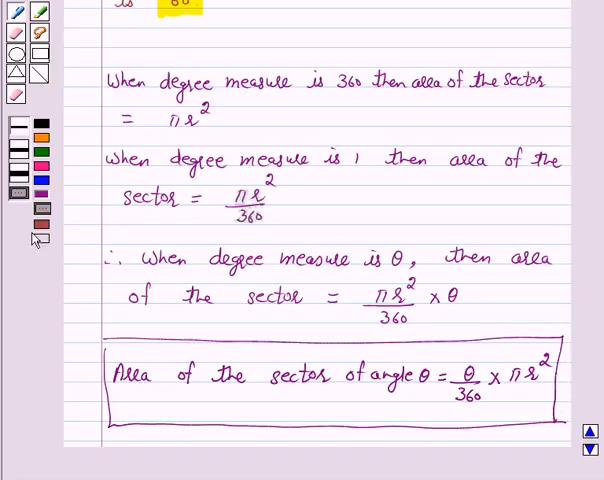 is 60.
When degree measure is 360 then area of the sector
= πr²
When degree measure is 1 then area of the
sector = πr²/360
∴ When degree measure is θ, then area
of the sector = πr²/360 × θ
Area of the sector of angle θ = θ/360 × πr²